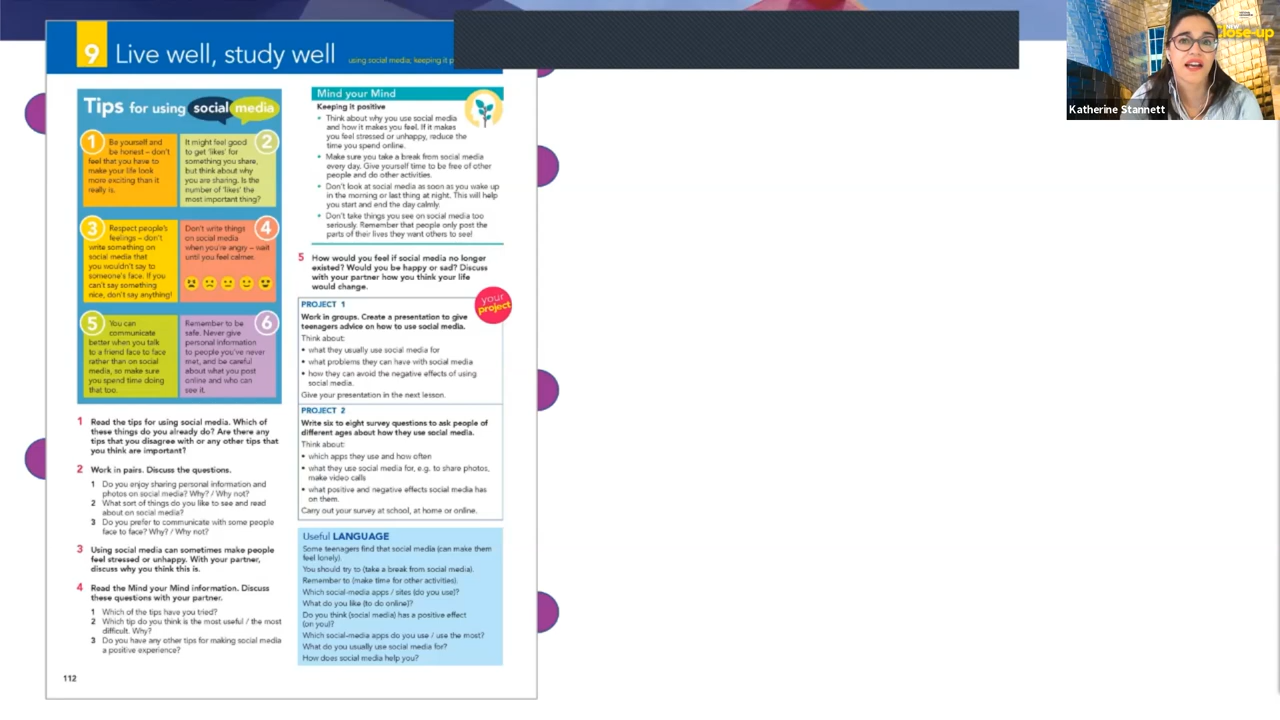 9 Live well, study well
using social media; keeping it p
Tips for using social media
1 Be yourself and
be honest – don't
feel that you have to
make your life look
more exciting than it
really is.
2
It might feel good
to get 'likes' for
something you share,
but think about why
you are sharing. Is
the number of 'likes' the
most important thing?
3 Respect people's
feelings – don't
write something on
social media that
you wouldn't say to
someone's face. If you
can't say something
nice, don't say anything!
4
Don't write things
on social media
when you're angry – wait
until you feel calmer.
5 You can
communicate
better when you talk
to a friend face to face
rather than on social
media, so make sure
you spend time doing
that too.
6
Remember to be
safe. Never give
personal information
to people you've never
met, and be careful
about what you post
online and who can
see it.
1 Read the tips for using social media. Which of
these things do you already do? Are there any
tips that you disagree with or any other tips that
you think are important?
2 Work in pairs. Discuss the questions.
1 Do you enjoy sharing personal information and
photos on social media? Why? / Why not?
2 What sort of things do you like to see and read
about on social media?
3 Do you prefer to communicate with some people
face to face? Why? / Why not?
3 Using social media can sometimes make people
feel stressed or unhappy. With your partner,
discuss why you think this is.
4 Read the Mind your Mind information. Discuss
these questions with your partner.
1 Which of the tips have you tried?
2 Which tip do you think is the most useful / the most
difficult. Why?
3 Do you have any other tips for making social media
a positive experience?
112
Mind your Mind
Keeping it positive
• Think about why you use social media
and how it makes you feel. If it makes
you feel stressed or unhappy, reduce the
time you spend online.
• Make sure you take a break from social media
every day. Give yourself time to be free of other
people and do other activities.
• Don't look at social media as soon as you wake up
in the morning or last thing at night. This will help
you start and end the day calmly.
• Don't take things you see on social media too
seriously. Remember that people only post the
parts of their lives they want others to see!
5 How would you feel if social media no longer
existed? Would you be happy or sad? Discuss
with your partner how you think your life
would change.
your
project
PROJECT 1
Work in groups. Create a presentation to give
teenagers advice on how to use social media.
Think about:
• what they usually use social media for
• what problems they can have with social media
• how they can avoid the negative effects of using
social media.
Give your presentation in the next lesson.
PROJECT 2
Write six to eight survey questions to ask people of
different ages about how they use social media.
Think about:
• which apps they use and how often
• what they use social media for, e.g. to share photos,
make video calls
• what positive and negative effects social media has
on them.
Carry out your survey at school, at home or online.
Useful LANGUAGE
Some teenagers find that social media (can make them
feel lonely).
You should try to (take a break from social media).
Remember to (make time for other activities).
Which social-media apps / sites (do you use)?
What do you like (to do online)?
Do you think (social media) has a positive effect
(on you)?
Which social-media apps do you use / use the most?
What do you usually use social media for?
How does social media help you?
Close-up
Katherine Stannett